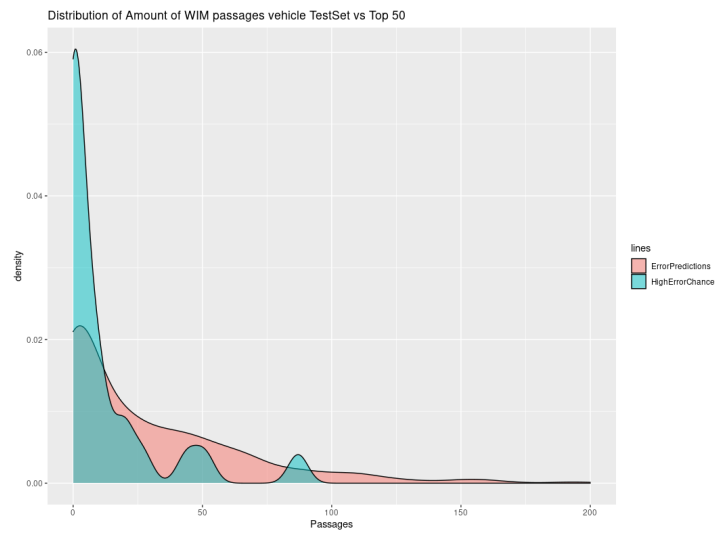 Distribution of Amount of WIM passages vehicle TestSet vs Top 50
0.06
0.04
0.02
0.00
density
0
50
100
150
200
Passages
lines
ErrorPredictions
HighErrorChance